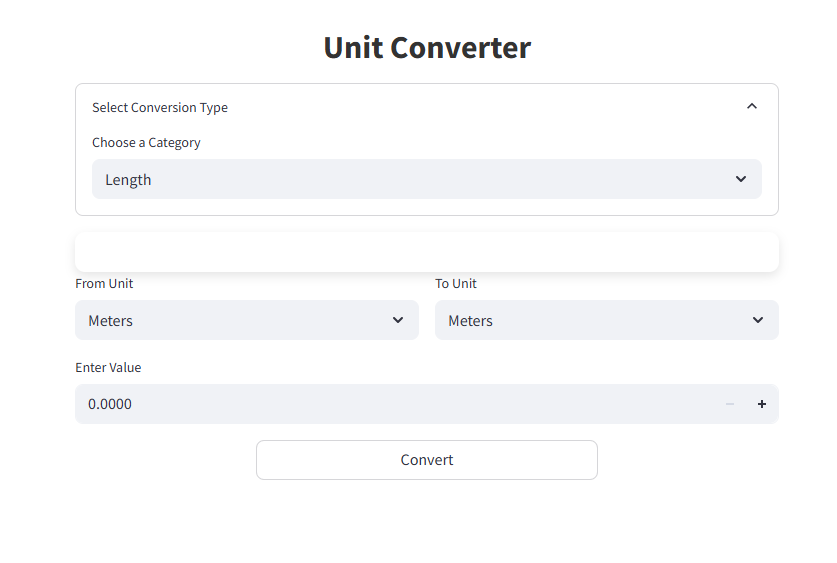 Unit Converter
Select Conversion Type
Choose a Category
Length
From Unit
To Unit
Meters
Meters
Enter Value
0.0000
Convert